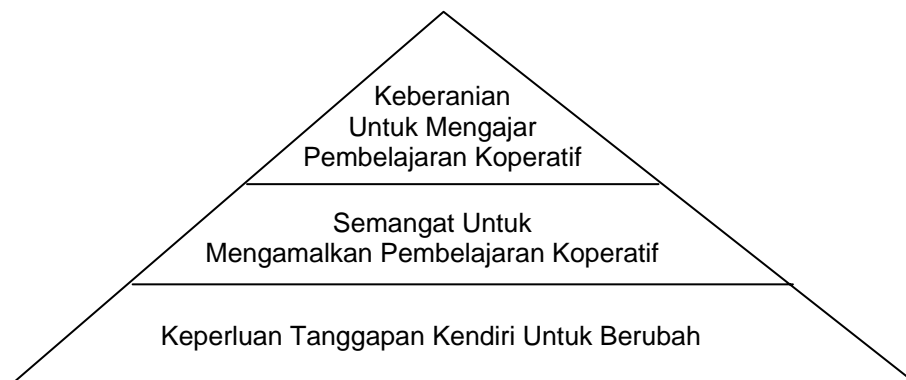 Keberanian
Untuk Mengajar
Pembelajaran Koperatif
Semangat Untuk
Mengamalkan Pembelajaran Koperatif
Keperluan Tanggapan Kendiri Untuk Berubah